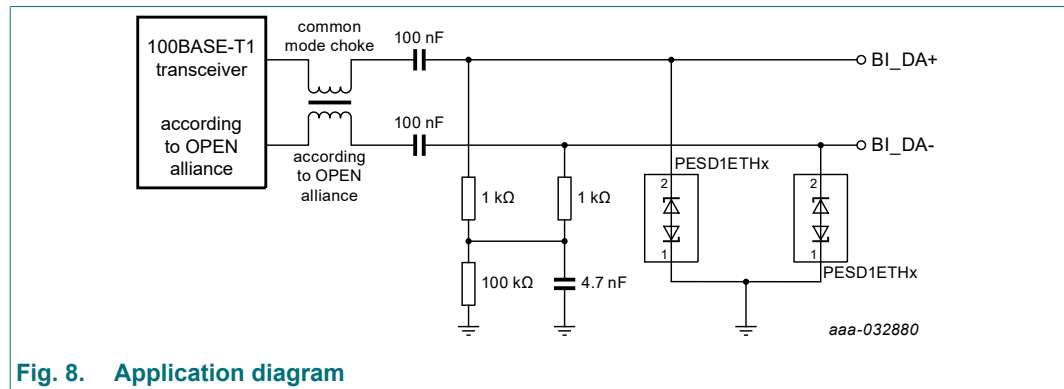 100BASE-T1
transceiver
according
to OPEN
alliance
common
mode choke
according
to OPEN
alliance
100 nF
100 nF
BI_DA+
BI_DA-
1 kΩ
1 kΩ
100 kΩ
4.7 nF
PESD1ETHx
2
1
2
1
PESD1ETHx
aaa-032880
Fig. 8. Application diagram